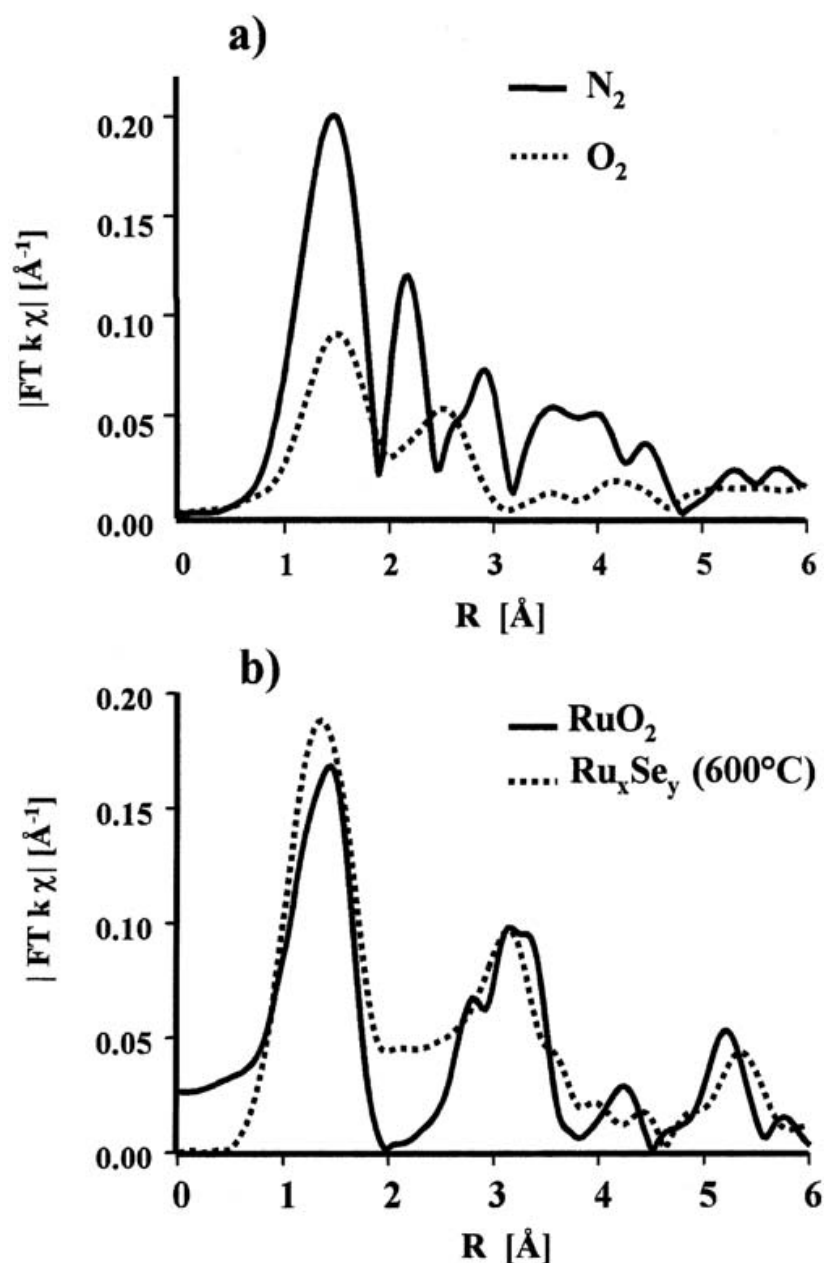 a)
N₂
O₂
0.20
0.15
0.10
0.05
0.00
|FT k χ| [Å⁻¹]
0 1 2 3 4 5 6
R [Å]
b)
RuO₂
RuₓSeᵧ (600°C)
0.20
0.15
0.10
0.05
0.00
|FT k χ| [Å⁻¹]
0 1 2 3 4 5 6
R [Å]